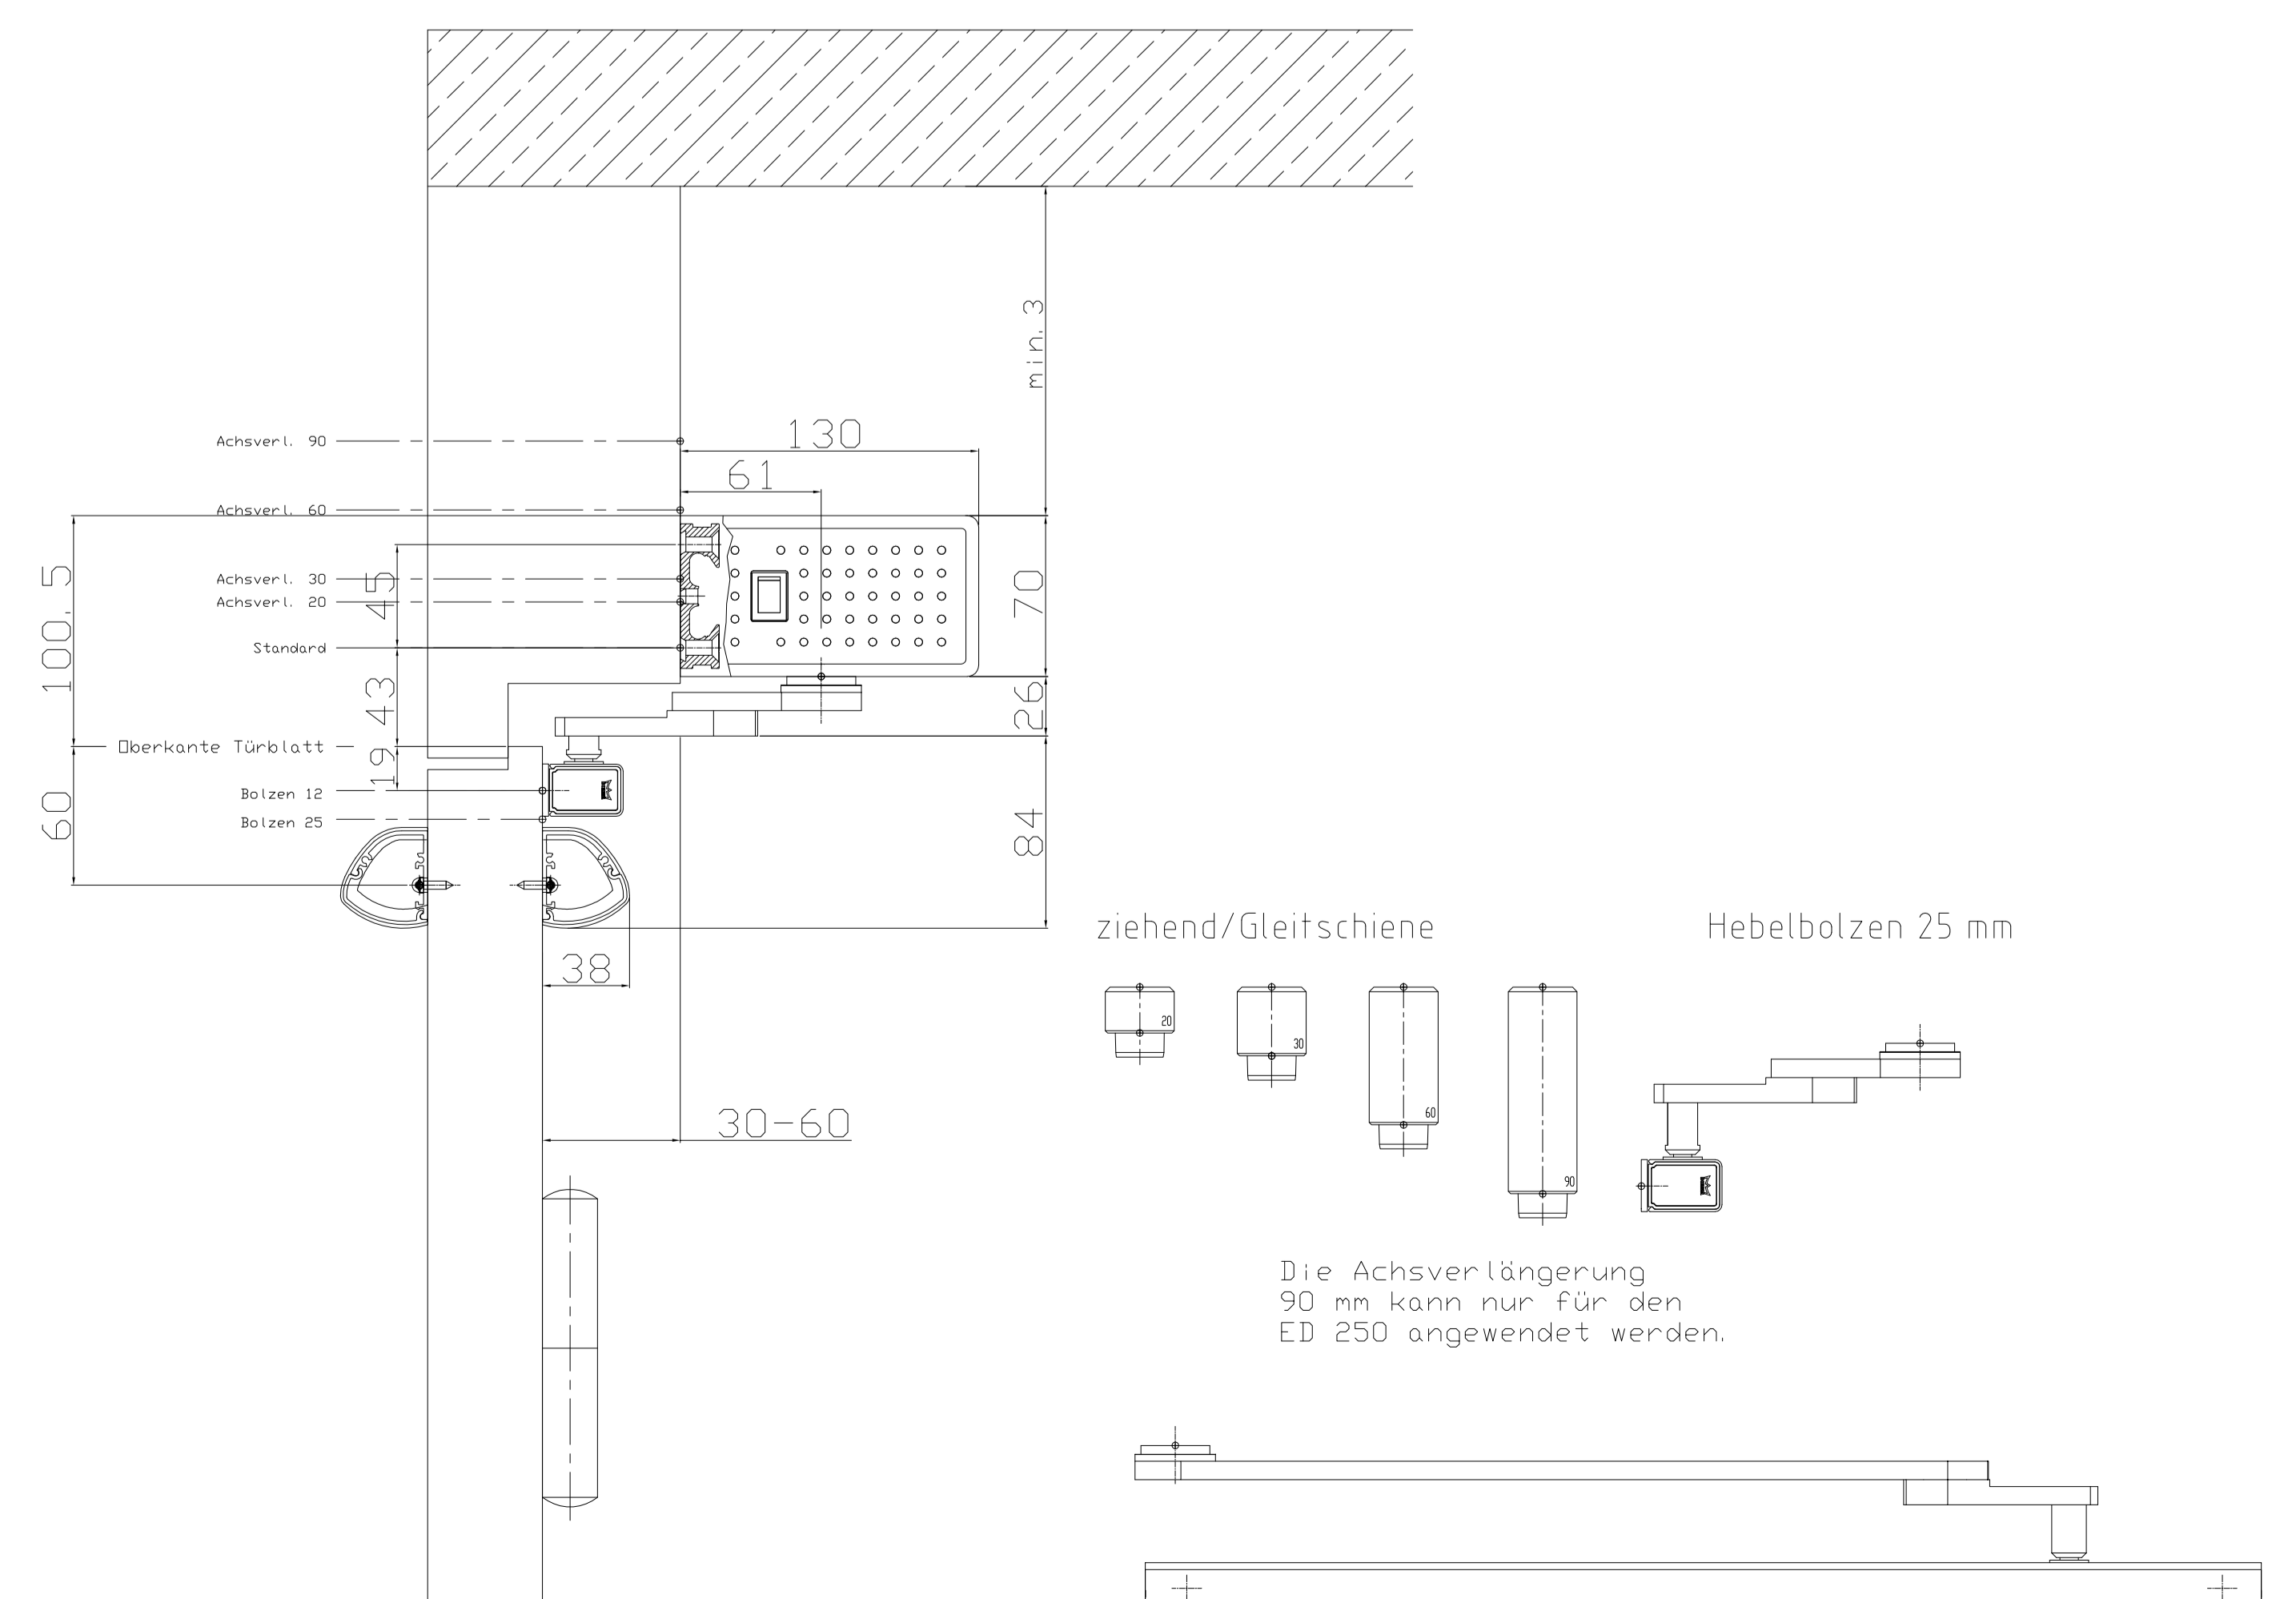 min. 3
Achsverl. 90
130
61
Achsverl. 60
100.5
45
Achsverl. 30
70
Achsverl. 20
Standard
43
26
Oberkante Türblatt
19
Bolzen 12
60
84
Bolzen 25
38
ziehend/Gleitschiene
Hebelbolzen 25 mm
20
30
60
90
30-60
Die Achsverlängerung
90 mm kann nur für den
ED 250 angewendet werden.